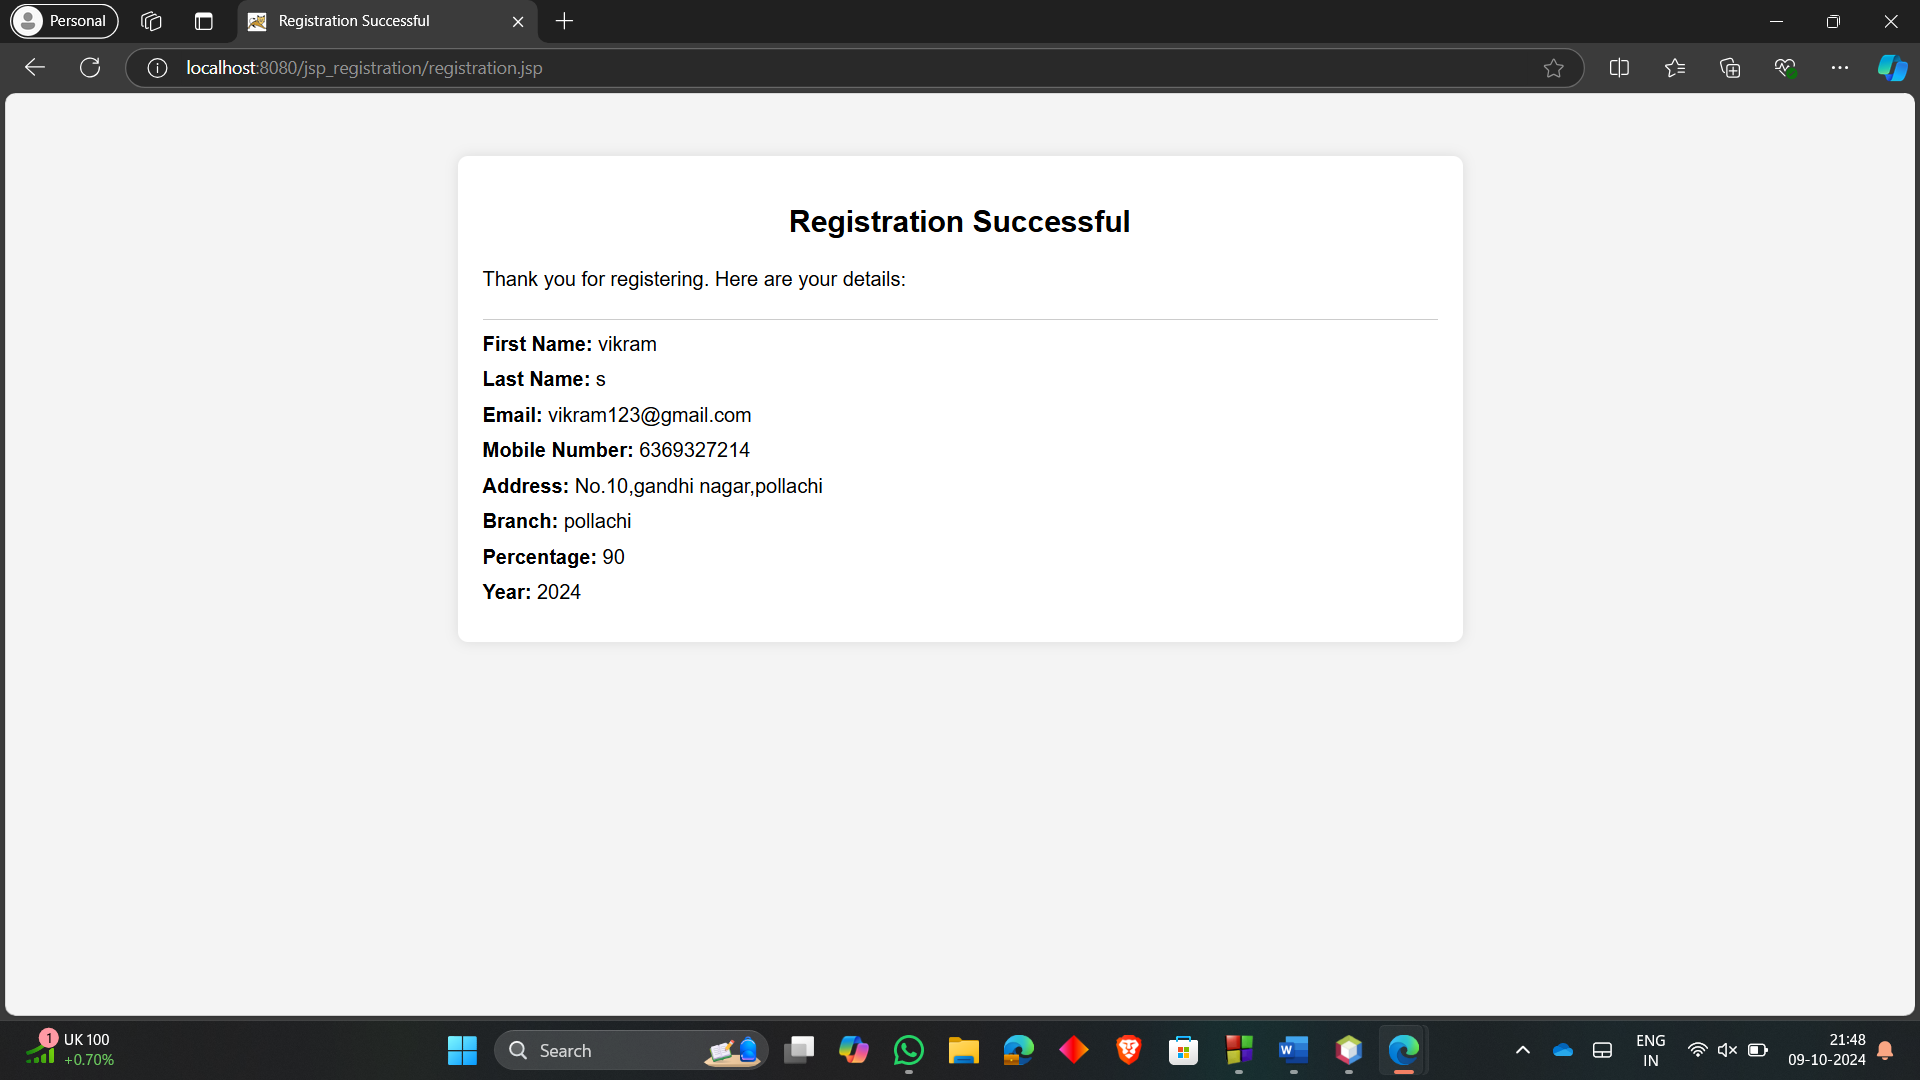 Personal
Registration Successful
localhost:8080/jsp_registration/registration.jsp
Registration Successful
Thank you for registering. Here are your details:
First Name: vikram
Last Name: s
Email: vikram123@gmail.com
Mobile Number: 6369327214
Address: No.10,gandhi nagar,pollachi
Branch: pollachi
Percentage: 90
Year: 2024
1
UK 100
+0.70%
Search
W
ENG
IN
21:48
09-10-2024